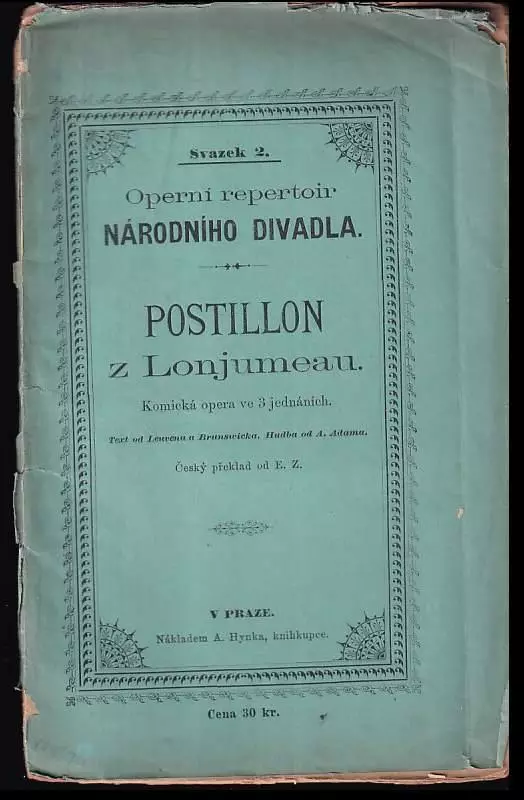 Svazek 2.
Operní repertoir
NÁRODNÍHO DIVADLA.
POSTILLON
z Lonjumeau.
Komická opera ve 3 jednáních.
Text od Leuvena a Brunswicka. Hudba od A. Adama.
Český překlad od E. Z.
V PRAZE.
Nákladem A. Hynka, knihkupce.
Cena 30 kr.